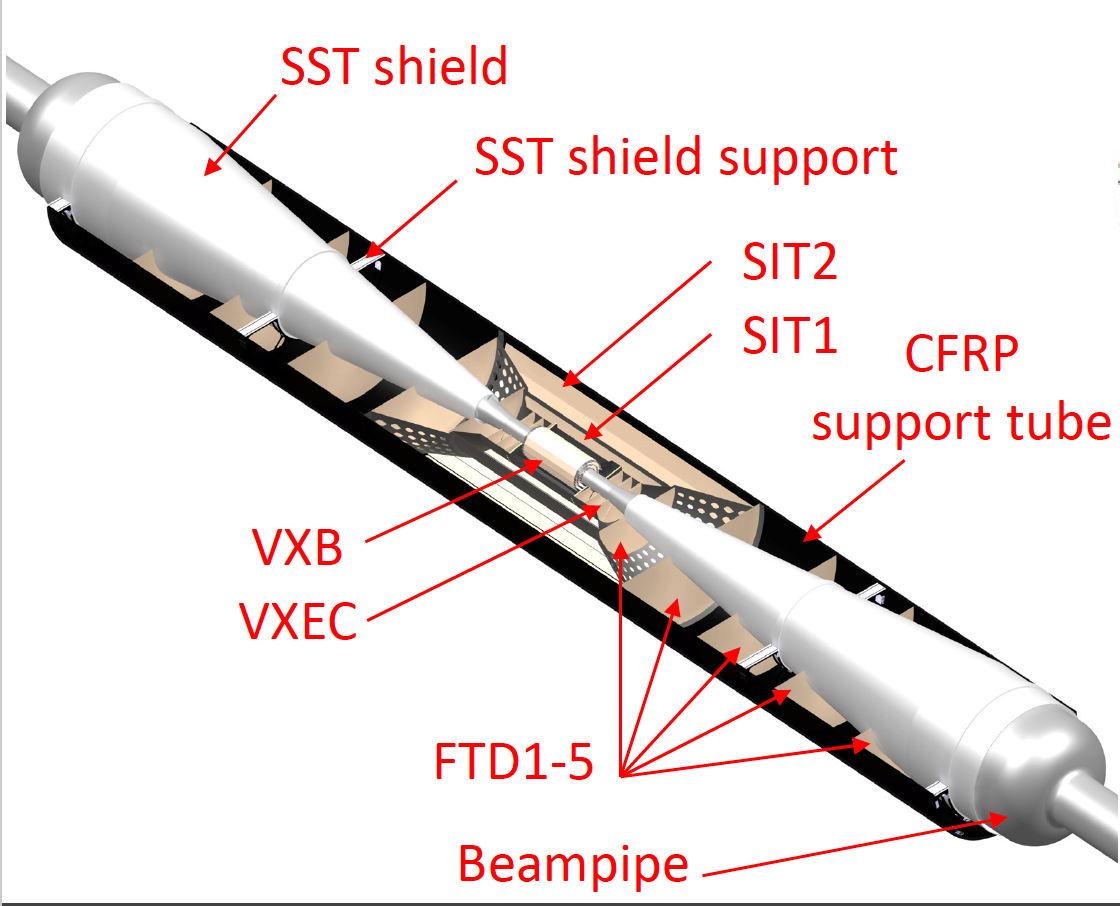 SST shield
SST shield support
SIT2
SIT1
CFRP
support tube
VXB
VXEC
FTD1-5
Beampipe